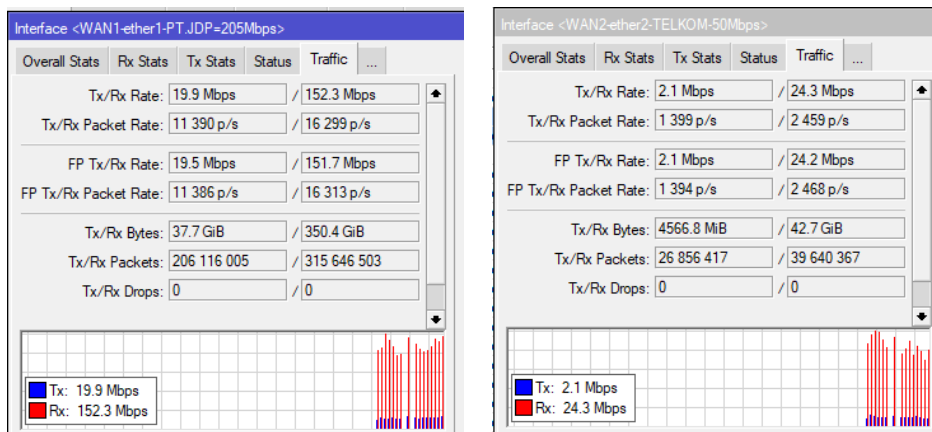 Interface <WAN1-ether1-PT.JDP=205Mbps>
Overall Stats Rx Stats Tx Stats Status Traffic ...
Tx/Rx Rate: 19.9 Mbps / 152.3 Mbps
Tx/Rx Packet Rate: 11 390 p/s / 16 299 p/s
FP Tx/Rx Rate: 19.5 Mbps / 151.7 Mbps
FP Tx/Rx Packet Rate: 11 386 p/s / 16 313 p/s
Tx/Rx Bytes: 37.7 GiB / 350.4 GiB
Tx/Rx Packets: 206 116 005 / 315 646 503
Tx/Rx Drops: 0 / 0
Tx: 19.9 Mbps
Rx: 152.3 Mbps
Interface <WAN2-ether2-TELKOM-50Mbps>
Overall Stats Rx Stats Tx Stats Status Traffic ...
Tx/Rx Rate: 2.1 Mbps / 24.3 Mbps
Tx/Rx Packet Rate: 1 399 p/s / 2 459 p/s
FP Tx/Rx Rate: 2.1 Mbps / 24.2 Mbps
FP Tx/Rx Packet Rate: 1 394 p/s / 2 468 p/s
Tx/Rx Bytes: 4566.8 MiB / 42.7 GiB
Tx/Rx Packets: 26 856 417 / 39 640 367
Tx/Rx Drops: 0 / 0
Tx: 2.1 Mbps
Rx: 24.3 Mbps